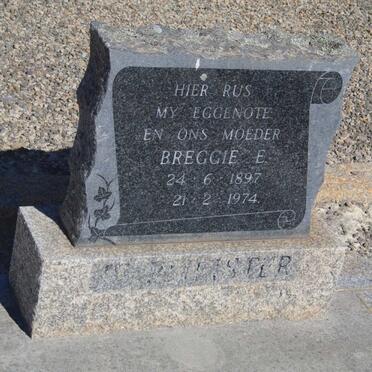 HIER RUS
MY EGGENOTE
EN ONS MOEDER
BREGGIE E.
24-6-1897
21-2-1974